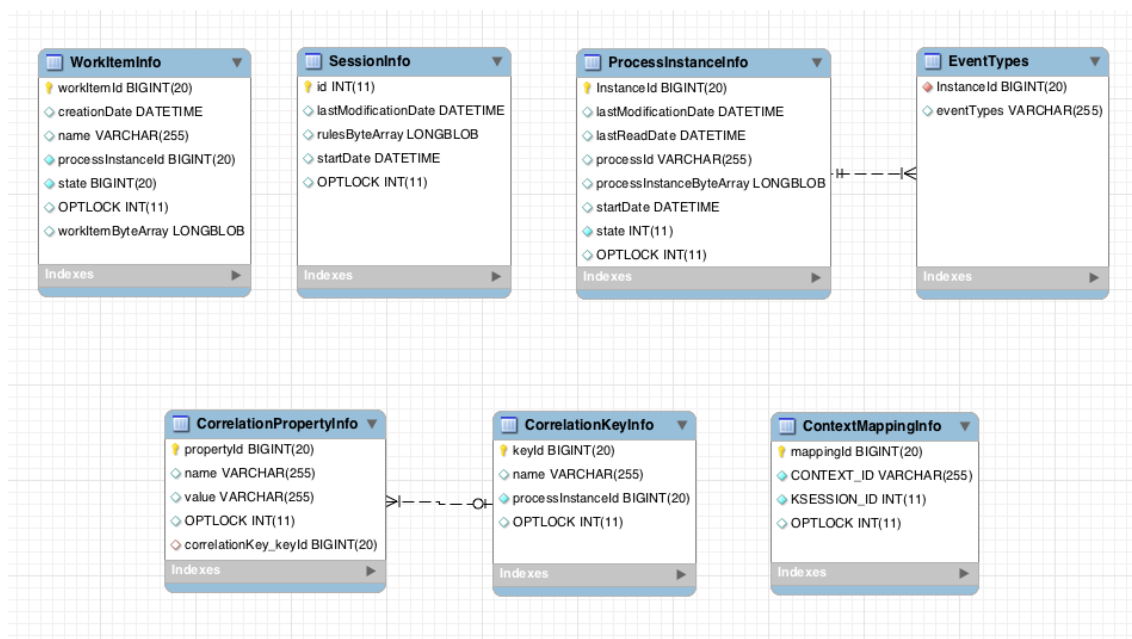 WorkItemInfo
workItemId BIGINT(20)
creationDate DATETIME
name VARCHAR(255)
processInstanceId BIGINT(20)
state BIGINT(20)
OPTLOCK INT(11)
workItemByteArray LONGBLOB
Indexes
SessionInfo
id INT(11)
lastModificationDate DATETIME
rulesByteArray LONGBLOB
startDate DATETIME
OPTLOCK INT(11)
Indexes
ProcessInstanceInfo
InstanceId BIGINT(20)
lastModificationDate DATETIME
lastReadDate DATETIME
processId VARCHAR(255)
processInstanceByteArray LONGBLOB
startDate DATETIME
state INT(11)
OPTLOCK INT(11)
Indexes
EventTypes
InstanceId BIGINT(20)
eventTypes VARCHAR(255)
Indexes
CorrelationPropertyInfo
propertyId BIGINT(20)
name VARCHAR(255)
value VARCHAR(255)
OPTLOCK INT(11)
correlationKey_keyId BIGINT(20)
Indexes
CorrelationKeyInfo
keyId BIGINT(20)
name VARCHAR(255)
processInstanceId BIGINT(20)
OPTLOCK INT(11)
Indexes
ContextMappingInfo
mappingId BIGINT(20)
CONTEXT_ID VARCHAR(255)
KSESSION_ID INT(11)
OPTLOCK INT(11)
Indexes